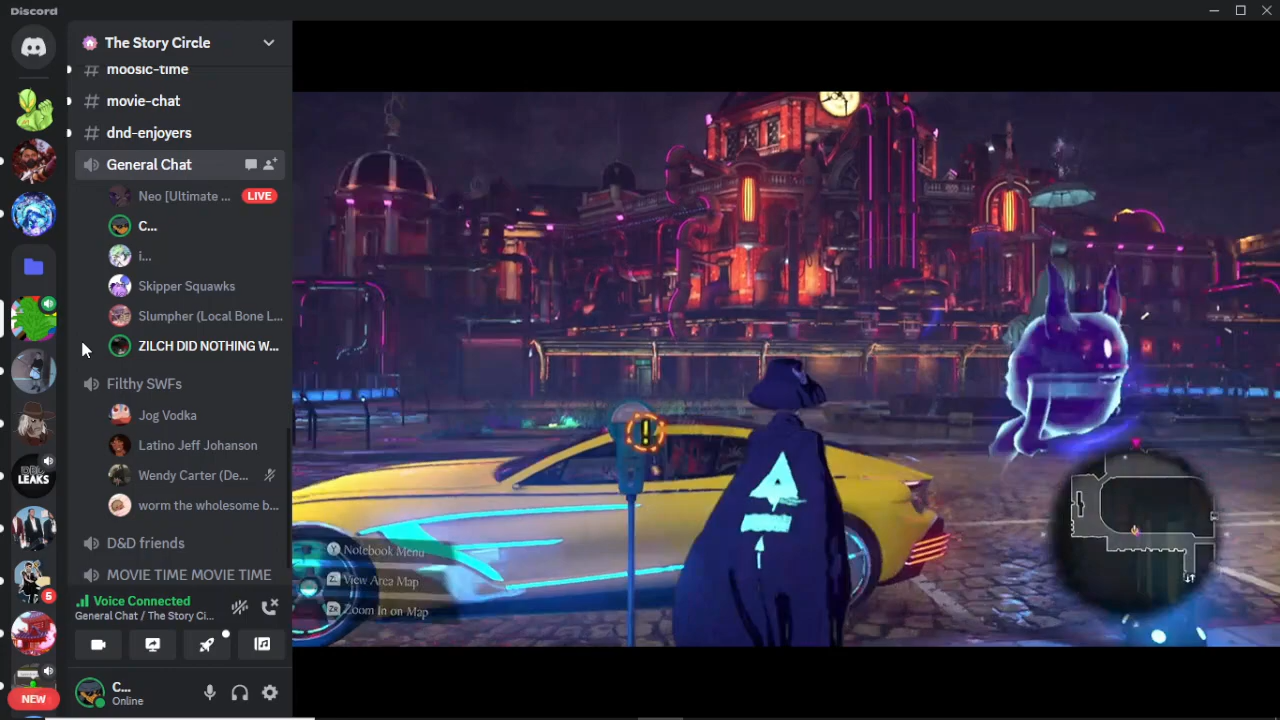 Discord
The Story Circle
moosic-time
movie-chat
dnd-enjoyers
General Chat
Neo [Ultimate ...
LIVE
C...
i...
Skipper Squawks
Slumpher (Local Bone L...
ZILCH DID NOTHING W...
Filthy SWFs
Jog Vodka
Latino Jeff Johanson
Wendy Carter (De...
worm the wholesome b...
D&D friends
MOVIE TIME MOVIE TIME
Voice Connected
General Chat / The Story Ci...
C...
Online
LEAKS
5
NEW
Y Notebook Menu
View Area Map
Zoom In on Map